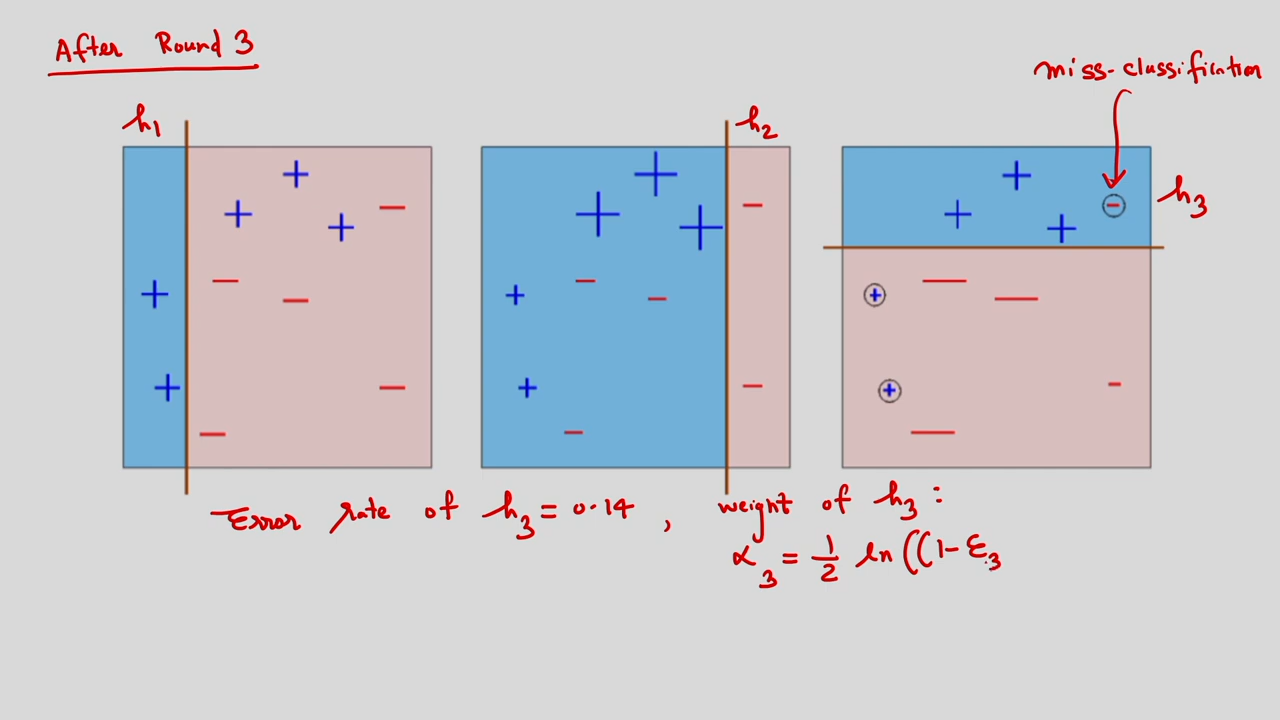 After Round 3
miss-classification
h1
h2
h3
Error rate of h3 = 0.14 , weight of h3 :
α3 = 1/2 ln((1-ε3